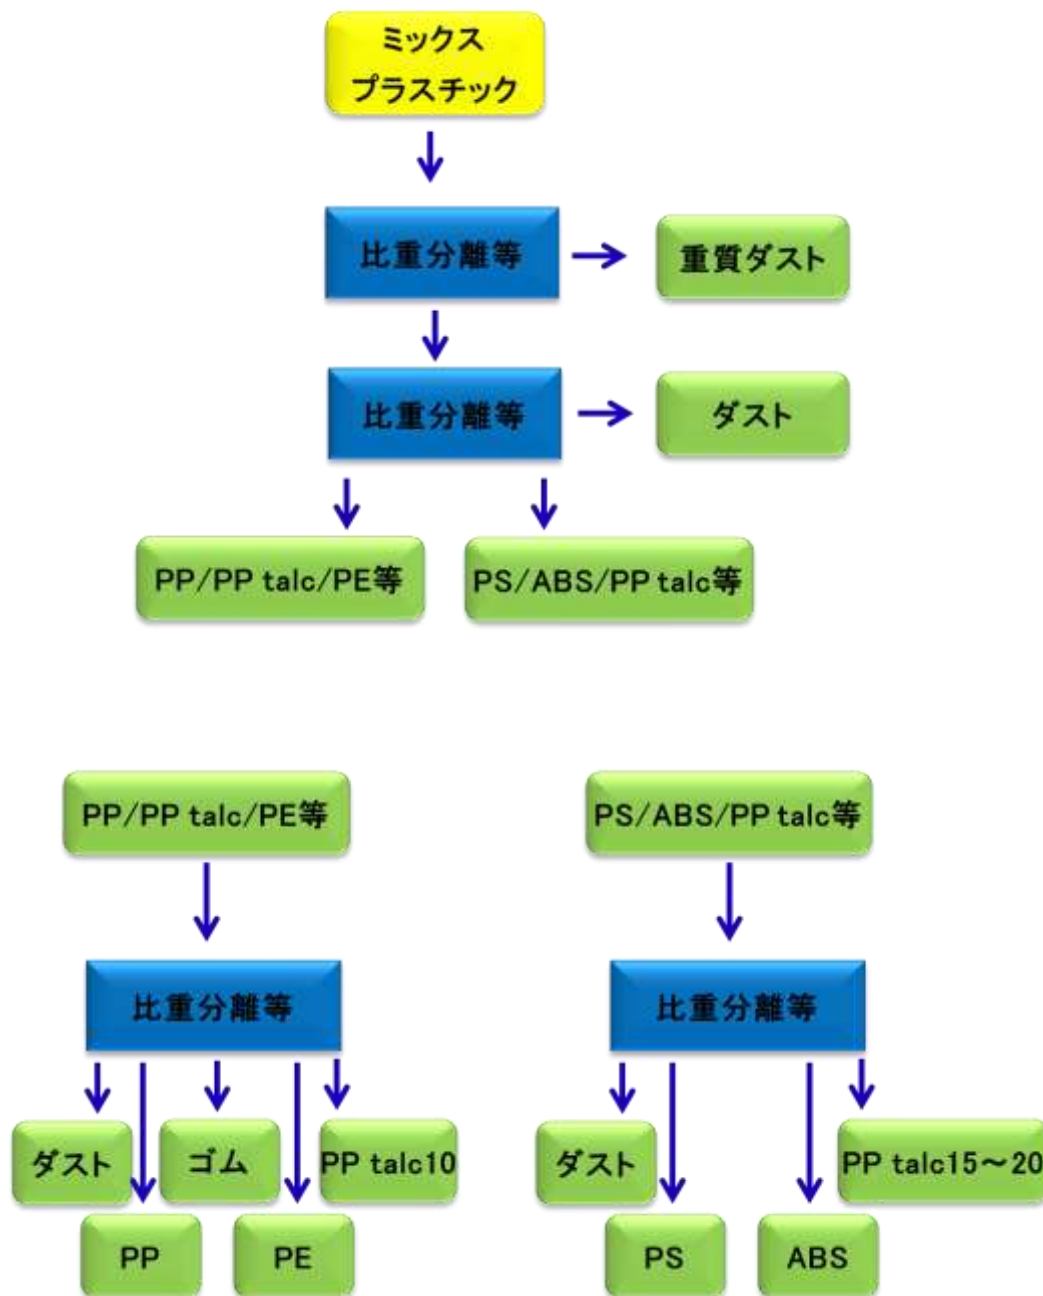 ミックス
プラスチック
比重分離等
重質ダスト
比重分離等
ダスト
PP/PP talc/PE等
PS/ABS/PP talc等
PP/PP talc/PE等
PS/ABS/PP talc等
比重分離等
比重分離等
ダスト
ゴム
PP talc10
PP
PE
ダスト
PP talc15～20
PS
ABS